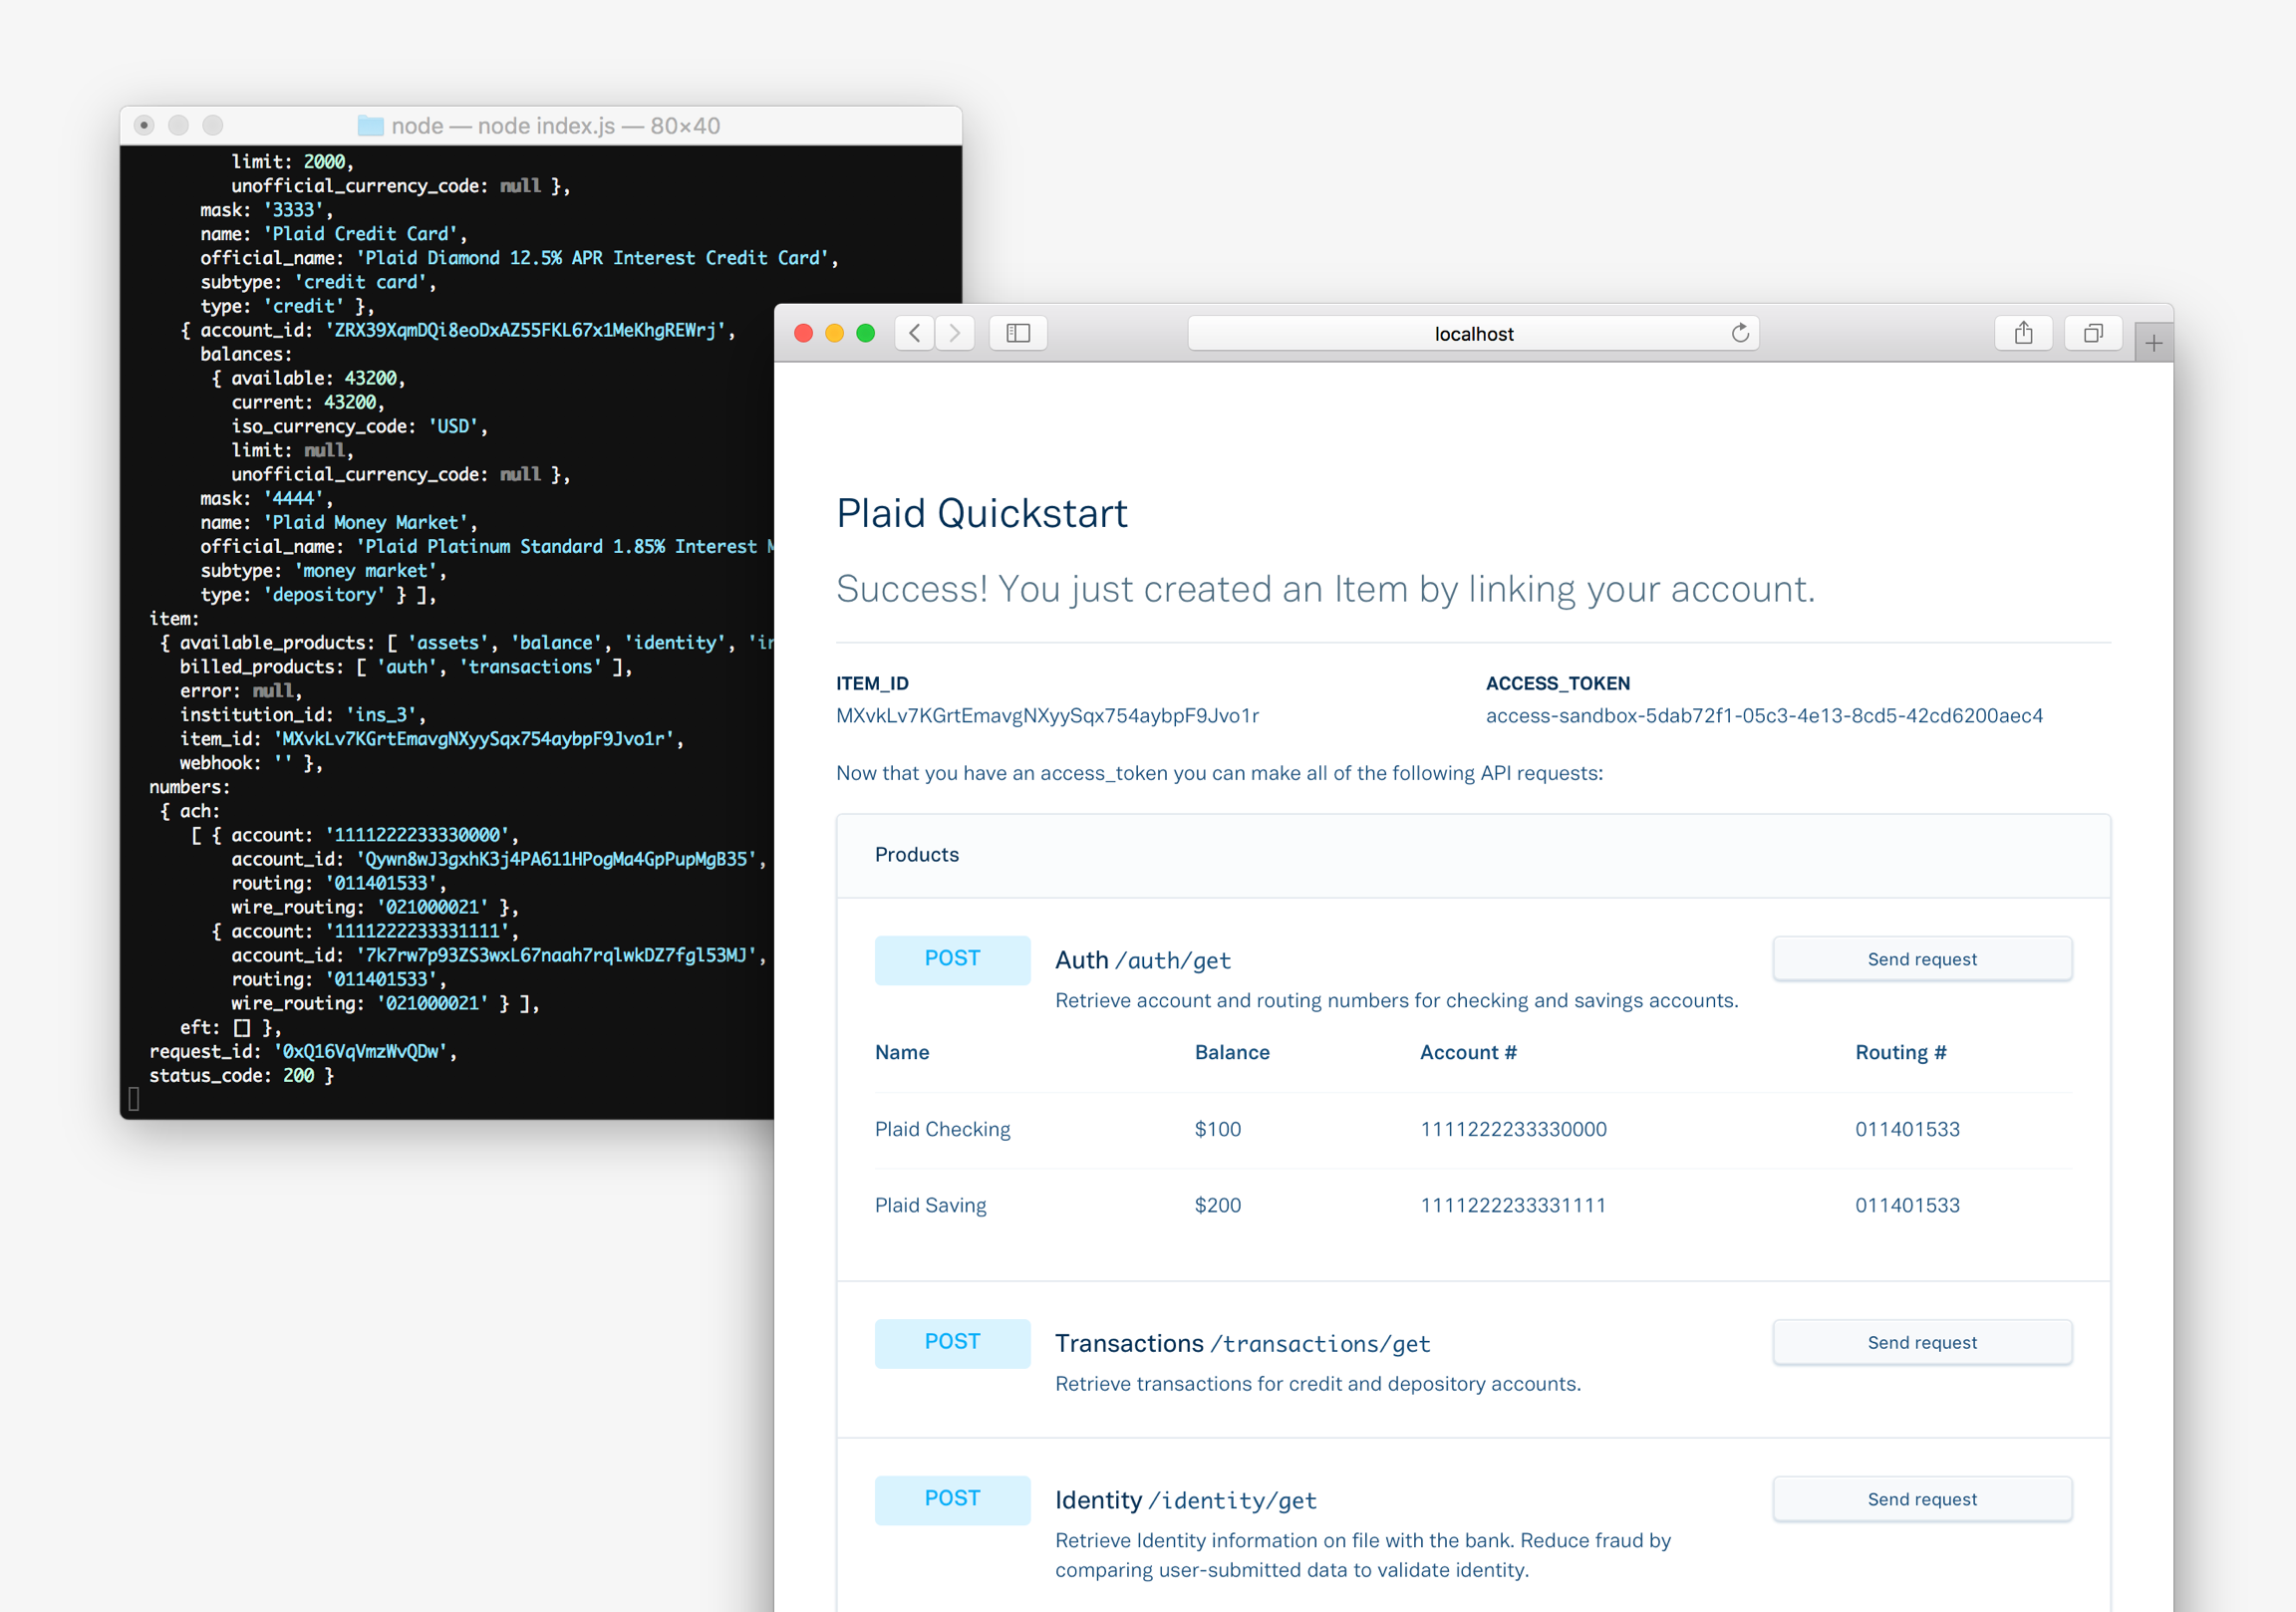 node — node index.js — 80×40
limit: 2000,
unofficial_currency_code: null },
mask: '3333',
name: 'Plaid Credit Card',
official_name: 'Plaid Diamond 12.5% APR Interest Credit Card',
subtype: 'credit card',
type: 'credit' },
{ account_id: 'ZRX39XqmDQi8eoDxAZ55FKL67x1MeKhgREWrj',
balances:
{ available: 43200,
current: 43200,
iso_currency_code: 'USD',
limit: null,
unofficial_currency_code: null },
mask: '4444',
name: 'Plaid Money Market',
official_name: 'Plaid Platinum Standard 1.85% Interest
subtype: 'money market',
type: 'depository' } ],
item:
{ available_products: [ 'assets', 'balance', 'identity',
billed_products: [ 'auth', 'transactions' ],
error: null,
institution_id: 'ins_3',
item_id: 'MXvkLv7KGrtEmavgNXyySqx754aybpF9Jvo1r',
webhook: '' },
numbers:
{ ach:
[ { account: '1111222233330000',
account_id: 'Qywn8wJ3gxhK3j4PA611HPogMa4GpPupMgB35',
routing: '011401533',
wire_routing: '021000021' },
{ account: '1111222233331111',
account_id: '7k7rw7p93ZS3wxL67naah7rqlwkDZ7fgl53MJ',
routing: '011401533',
wire_routing: '021000021' } ],
eft: [] },
request_id: '0xQ16VqVmzWvQDw',
status_code: 200 }
localhost
Plaid Quickstart
Success! You just created an Item by linking your account.
ITEM_ID ACCESS_TOKEN
MXvkLv7KGrtEmavgNXyySqx754aybpF9Jvo1r access-sandbox-5dab72f1-05c3-4e13-8cd5-42cd6200aec4
Now that you have an access_token you can make all of the following API requests:
Products
POST Auth /auth/get Send request
Retrieve account and routing numbers for checking and savings accounts.
Name Balance Account # Routing #
Plaid Checking $100 1111222233330000 011401533
Plaid Saving $200 1111222233331111 011401533
POST Transactions /transactions/get Send request
Retrieve transactions for credit and depository accounts.
POST Identity /identity/get Send request
Retrieve Identity information on file with the bank. Reduce fraud by
comparing user-submitted data to validate identity.